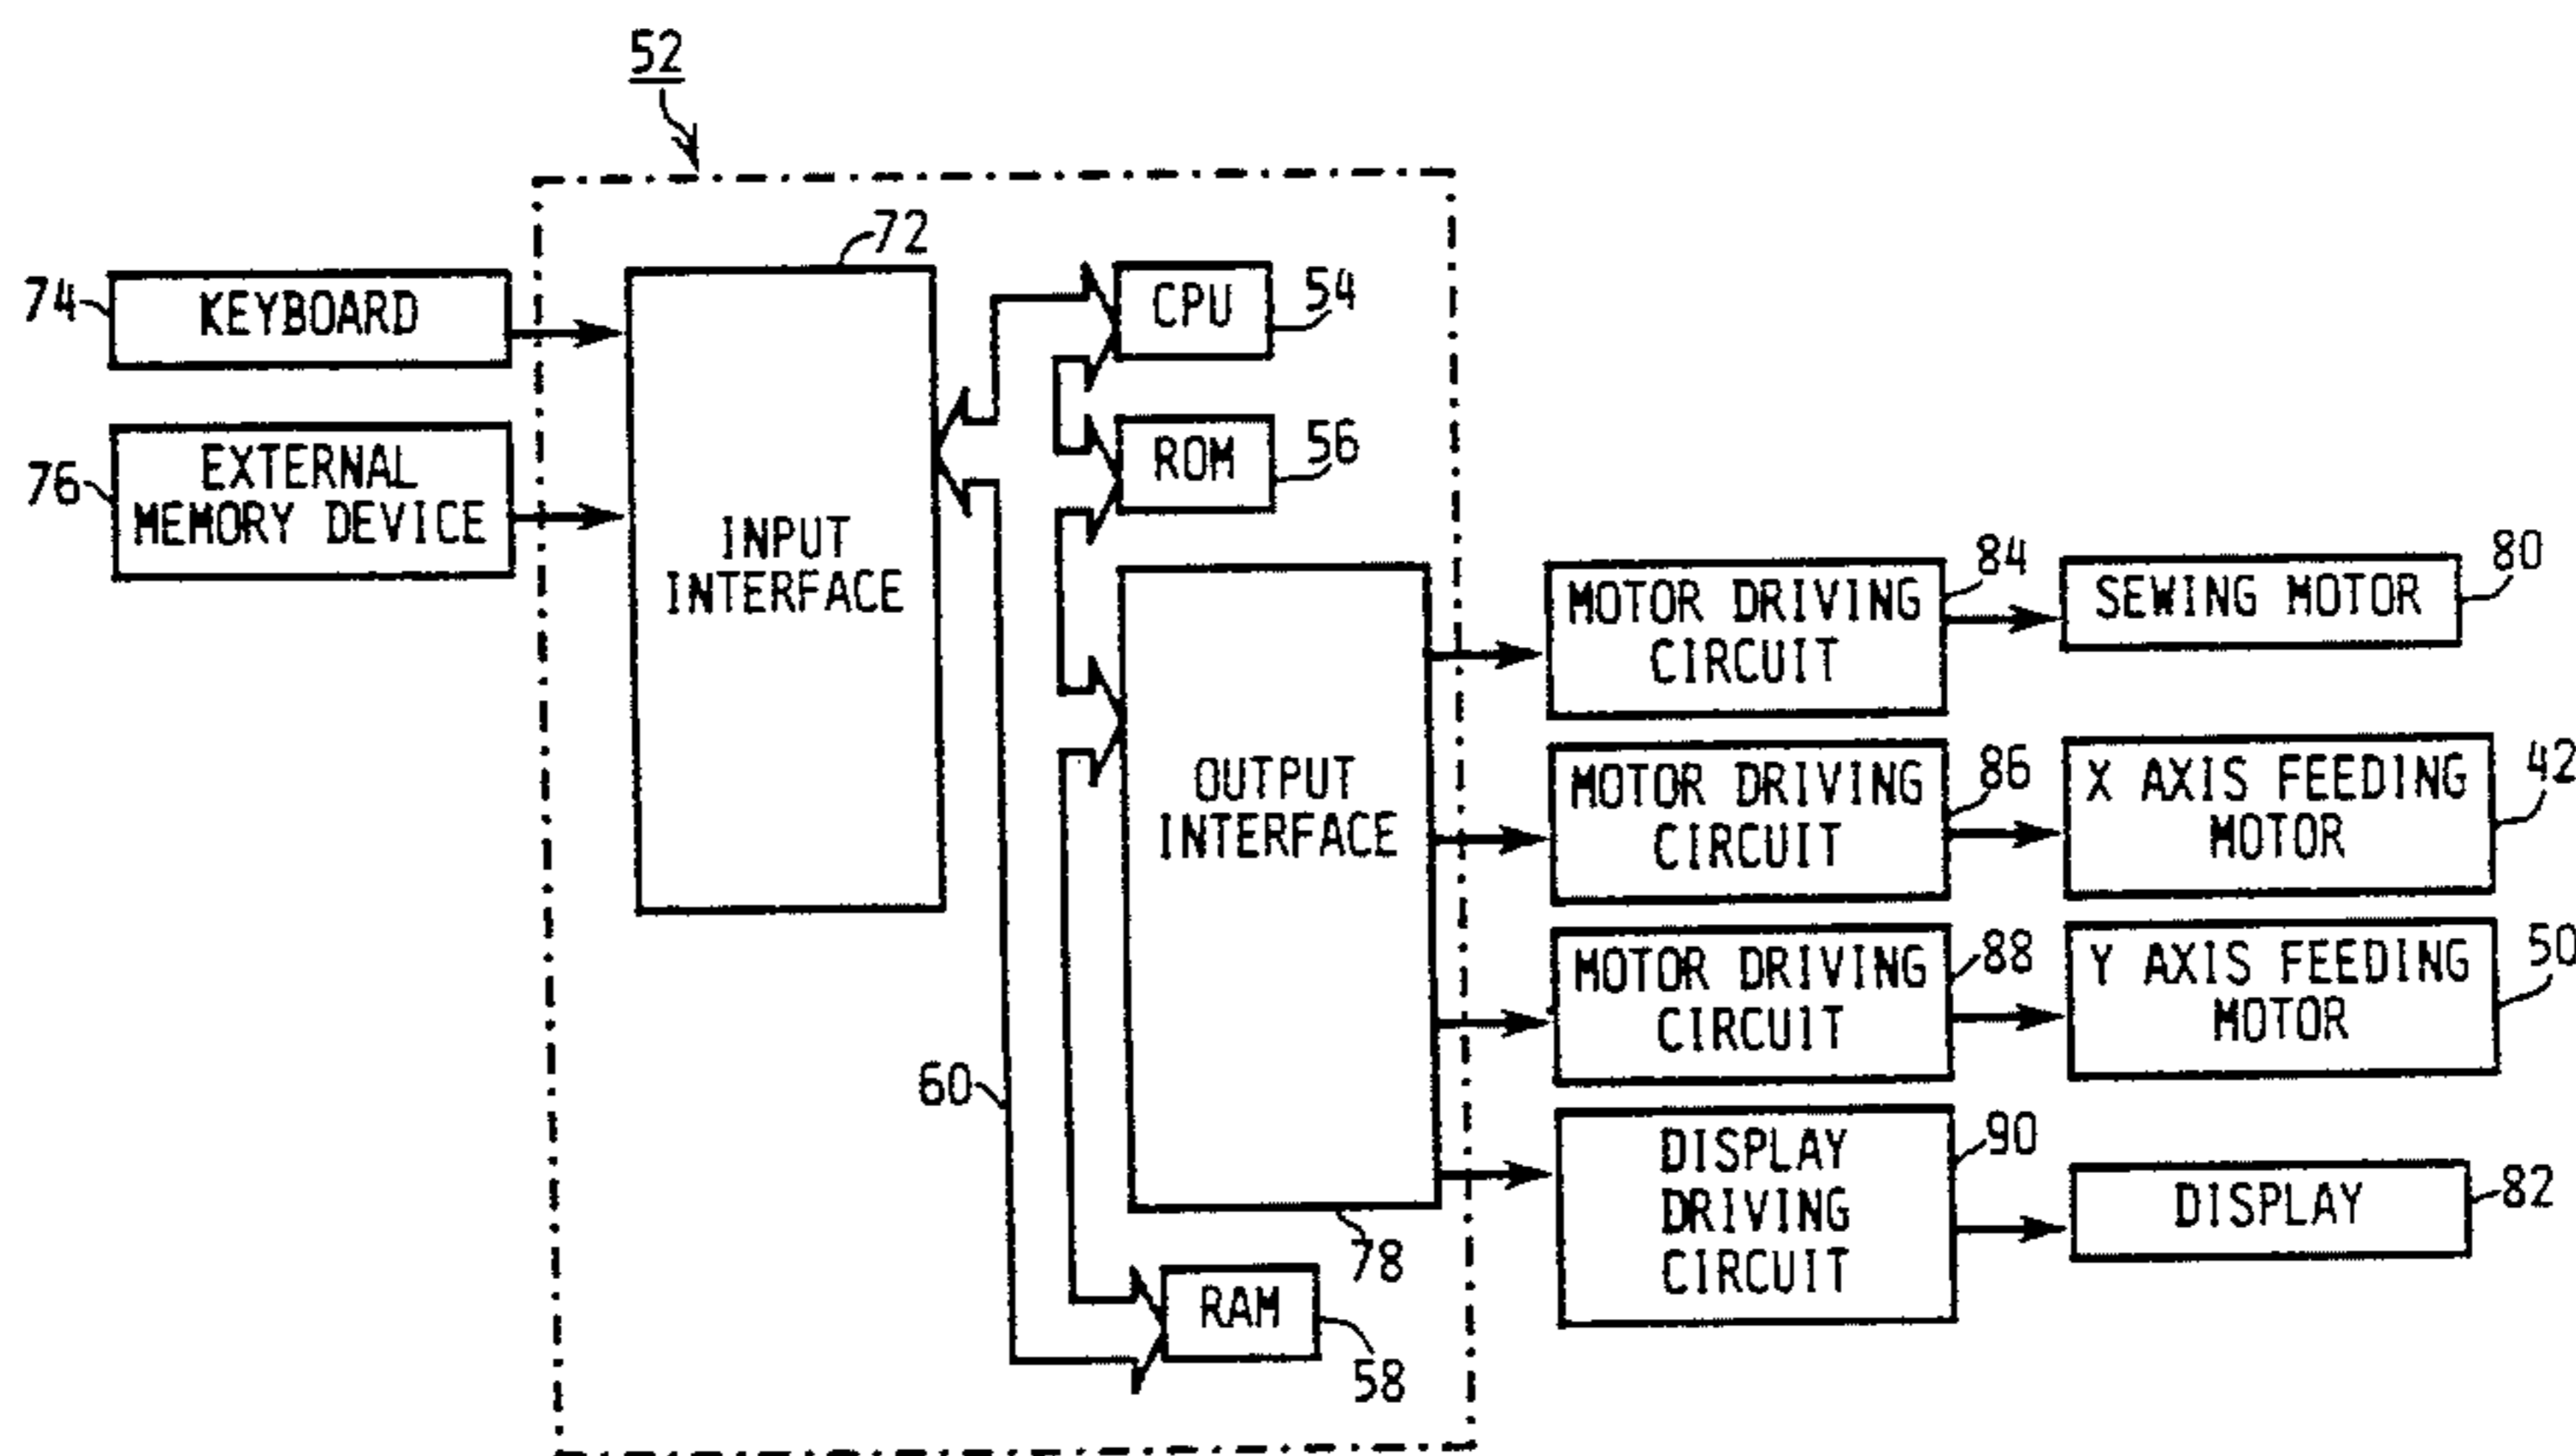 52
72
74
KEYBOARD
CPU
54
76
EXTERNAL
MEMORY DEVICE
ROM
56
INPUT
INTERFACE
OUTPUT
INTERFACE
MOTOR DRIVING
CIRCUIT
84
SEWING MOTOR
80
MOTOR DRIVING
CIRCUIT
86
X AXIS FEEDING
MOTOR
42
MOTOR DRIVING
CIRCUIT
88
Y AXIS FEEDING
MOTOR
50
60
DISPLAY
DRIVING
CIRCUIT
90
DISPLAY
82
78
RAM
58